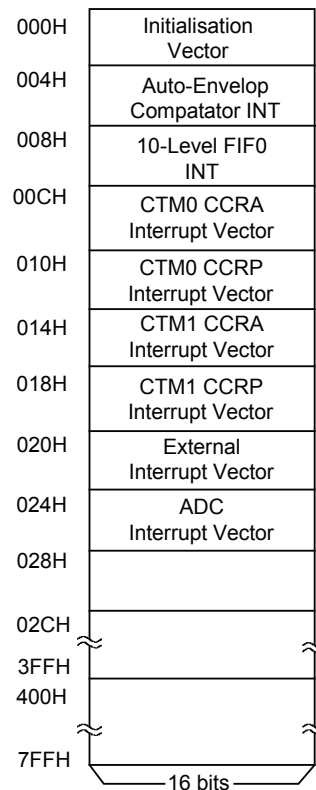 000H
Initialisation
Vector
004H
Auto-Envelop
Compatator INT
008H
10-Level FIF0
INT
00CH
CTM0 CCRA
Interrupt Vector
010H
CTM0 CCRP
Interrupt Vector
014H
CTM1 CCRA
Interrupt Vector
018H
CTM1 CCRP
Interrupt Vector
020H
External
Interrupt Vector
024H
ADC
Interrupt Vector
028H
02CH
3FFH
400H
7FFH
16 bits